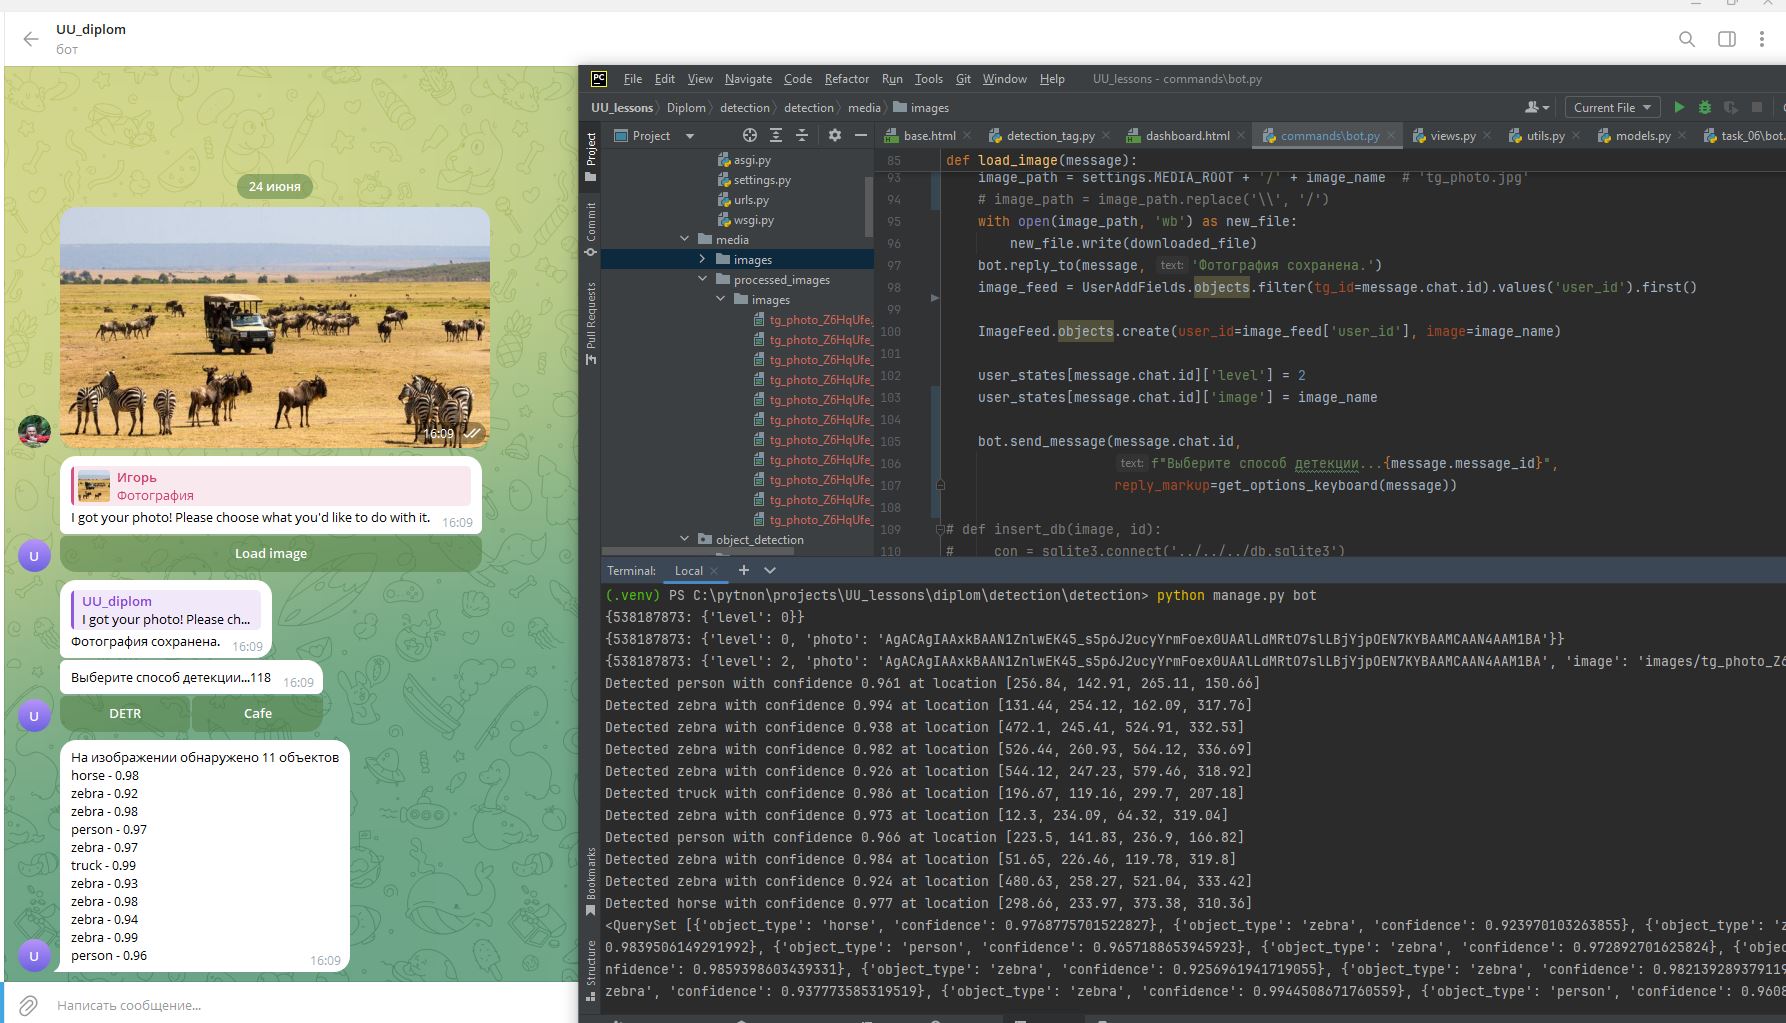 UU_diplom
бот
24 июня
16:09
Игорь
Фотография
I got your photo! Please choose what you'd like to do with it. 16:09
U
Load image
UU_diplom
I got your photo! Please ch...
Фотография сохранена. 16:09
Выберите способ детекции...118 16:09
U
DETR Cafe
На изображении обнаружено 11 объектов
horse - 0.98
zebra - 0.92
zebra - 0.98
person - 0.97
zebra - 0.97
truck - 0.99
zebra - 0.93
zebra - 0.98
zebra - 0.94
zebra - 0.99
person - 0.96
16:09
U
Написать сообщение...
PC File Edit View Navigate Code Refactor Run Tools Git Window Help UU_lessons - commands\bot.py
UU_lessons Diplom detection detection media images
Current File
Project
base.html detection_tag.py dashboard.html commands\bot.py views.py utils.py models.py task_06\bot.
Project
Commit
Pull Requests
Bookmarks
Structure
asgi.py
settings.py
urls.py
wsgi.py
media
images
processed_images
images
tg_photo_Z6HqUfe_
tg_photo_Z6HqUfe_
tg_photo_Z6HqUfe_
tg_photo_Z6HqUfe_
tg_photo_Z6HqUfe_
tg_photo_Z6HqUfe_
tg_photo_Z6HqUfe_
tg_photo_Z6HqUfe_
tg_photo_Z6HqUfe_
tg_photo_Z6HqUfe_
tg_photo_Z6HqUfe_
object_detection
85 def load_image(message):
93 image_path = settings.MEDIA_ROOT + '/' + image_name # 'tg_photo.jpg'
94 # image_path = image_path.replace('\\', '/')
95 with open(image_path, 'wb') as new_file:
96 new_file.write(downloaded_file)
97 bot.reply_to(message, text: 'Фотография сохранена.')
98 image_feed = UserAddFields.objects.filter(tg_id=message.chat.id).values('user_id').first()
99
100 ImageFeed.objects.create(user_id=image_feed['user_id'], image=image_name)
101
102 user_states[message.chat.id]['level'] = 2
103 user_states[message.chat.id]['image'] = image_name
104
105 bot.send_message(message.chat.id,
106 text: f"Выберите способ детекции...{message.message_id}",
107 reply_markup=get_options_keyboard(message))
108
109 # def insert_db(image, id):
110 # con = sqlite3.connect('../../../db.sqlite3')
Terminal: Local
(.venv) PS C:\pytnon\projects\UU_lessons\diplom\detection\detection> python manage.py bot
{538187873: {'level': 0}}
{538187873: {'level': 0, 'photo': 'AgACAgIAAxkBAAN1ZnlwEK45_s5p6J2ucyYrmFoex0UAAlLdMRtO7slLBjYjpOEN7KYBAAMCAAN4AAM1BA'}}
{538187873: {'level': 2, 'photo': 'AgACAgIAAxkBAAN1ZnlwEK45_s5p6J2ucyYrmFoex0UAAlLdMRtO7slLBjYjpOEN7KYBAAMCAAN4AAM1BA', 'image': 'images/tg_photo_Z6
Detected person with confidence 0.961 at location [256.84, 142.91, 265.11, 150.66]
Detected zebra with confidence 0.994 at location [131.44, 254.12, 162.09, 317.76]
Detected zebra with confidence 0.938 at location [472.1, 245.41, 524.91, 332.53]
Detected zebra with confidence 0.982 at location [526.44, 260.93, 564.12, 336.69]
Detected zebra with confidence 0.926 at location [544.12, 247.23, 579.46, 318.92]
Detected truck with confidence 0.986 at location [196.67, 119.16, 299.7, 207.18]
Detected zebra with confidence 0.973 at location [12.3, 234.09, 64.32, 319.04]
Detected person with confidence 0.966 at location [223.5, 141.83, 236.9, 166.82]
Detected zebra with confidence 0.984 at location [51.65, 226.46, 119.78, 319.8]
Detected zebra with confidence 0.924 at location [480.63, 258.27, 521.04, 333.42]
Detected horse with confidence 0.977 at location [298.66, 233.97, 373.38, 310.36]
<QuerySet [{'object_type': 'horse', 'confidence': 0.9768775701522827}, {'object_type': 'zebra', 'confidence': 0.923970103263855}, {'object_type': 'z
0.9839506149291992}, {'object_type': 'person', 'confidence': 0.9657188653945923}, {'object_type': 'zebra', 'confidence': 0.972892701625824}, {'objec
nfidence': 0.9859398603439331}, {'object_type': 'zebra', 'confidence': 0.9256961941719055}, {'object_type': 'zebra', 'confidence': 0.982139289379119
zebra', 'confidence': 0.937773585319519}, {'object_type': 'zebra', 'confidence': 0.9944508671760559}, {'object_type': 'person', 'confidence': 0.9608